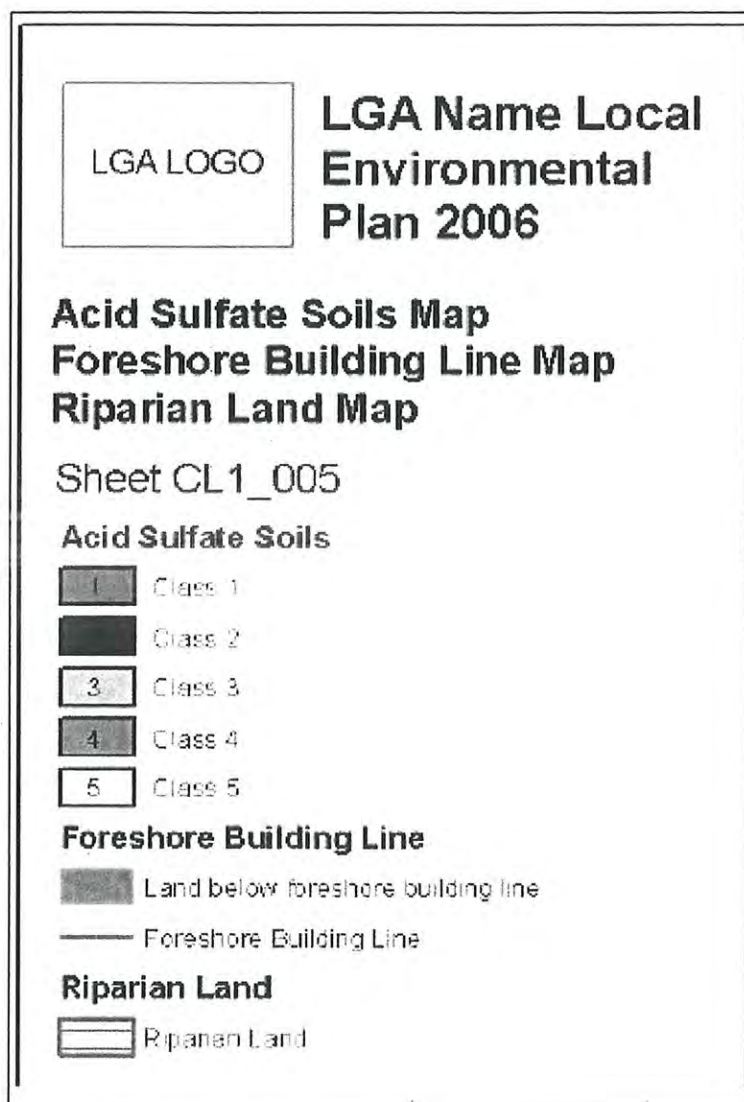 LGA LOGO
LGA Name Local
Environmental
Plan 2006
Acid Sulfate Soils Map
Foreshore Building Line Map
Riparian Land Map
Sheet CL1_005
Acid Sulfate Soils
1 Class 1
Class 2
3 Class 3
4 Class 4
5 Class 5
Foreshore Building Line
Land below foreshore building line
Foreshore Building Line
Riparian Land
Riparian Land